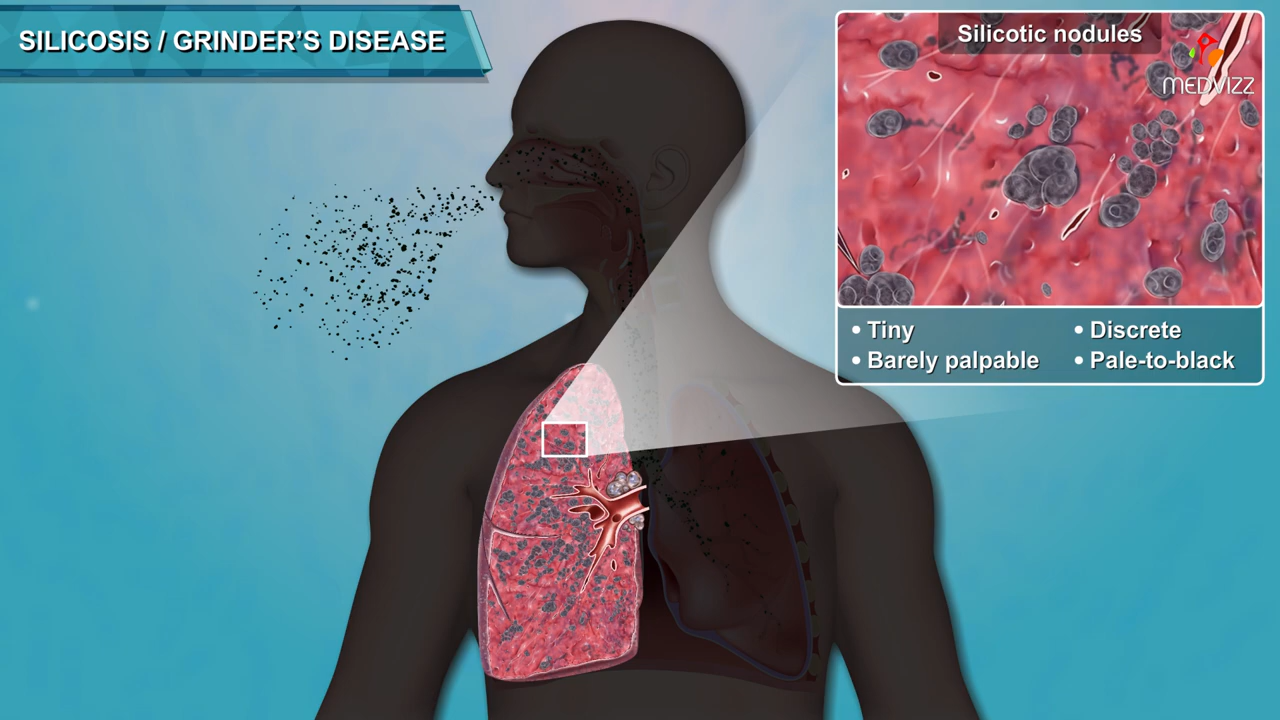 SILICOSIS / GRINDER'S DISEASE
Silicotic nodules
MEDVIZZ
• Tiny
• Discrete
• Barely palpable
• Pale-to-black